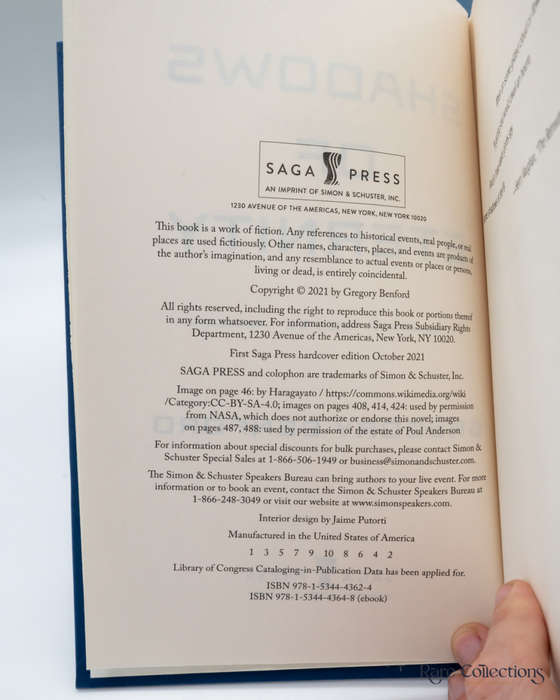 SAGA PRESS
AN IMPRINT OF SIMON & SCHUSTER, INC.
1230 AVENUE OF THE AMERICAS, NEW YORK, NEW YORK 10020
This book is a work of fiction. Any references to historical events, real people, or real
places are used fictitiously. Other names, characters, places, and events are products of
the author's imagination, and any resemblance to actual events or places or persons,
living or dead, is entirely coincidental.
Copyright © 2021 by Gregory Benford
All rights reserved, including the right to reproduce this book or portions thereof
in any form whatsoever. For information, address Saga Press Subsidiary Rights
Department, 1230 Avenue of the Americas, New York, NY 10020.
First Saga Press hardcover edition October 2021
SAGA PRESS and colophon are trademarks of Simon & Schuster, Inc.
Image on page 46: by Haragayato / https://commons.wikimedia.org/wiki
/Category:CC-BY-SA-4.0; images on pages 408, 414, 424: used by permission
from NASA, which does not authorize or endorse this novel; images
on pages 487, 488: used by permission of the estate of Poul Anderson
For information about special discounts for bulk purchases, please contact Simon &
Schuster Special Sales at 1-866-506-1949 or business@simonandschuster.com.
The Simon & Schuster Speakers Bureau can bring authors to your live event. For more
information or to book an event, contact the Simon & Schuster Speakers Bureau at
1-866-248-3049 or visit our website at www.simonspeakers.com.
Interior design by Jaime Putorti
Manufactured in the United States of America
1 3 5 7 9 10 8 6 4 2
Library of Congress Cataloging-in-Publication Data has been applied for.
ISBN 978-1-5344-4362-4
ISBN 978-1-5344-4364-8 (ebook)
Rare Collections